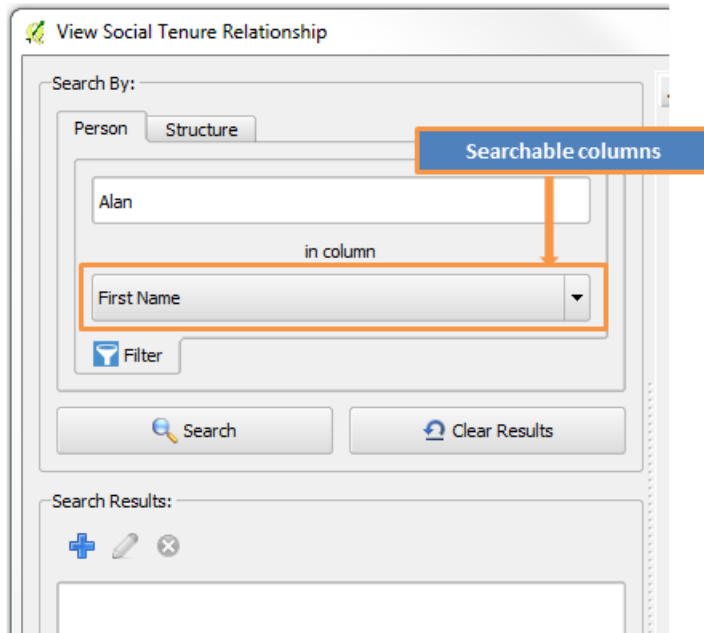 View Social Tenure Relationship
Search By:
Person Structure
Searchable columns
Alan
in column
First Name
Filter
Search Clear Results
Search Results: